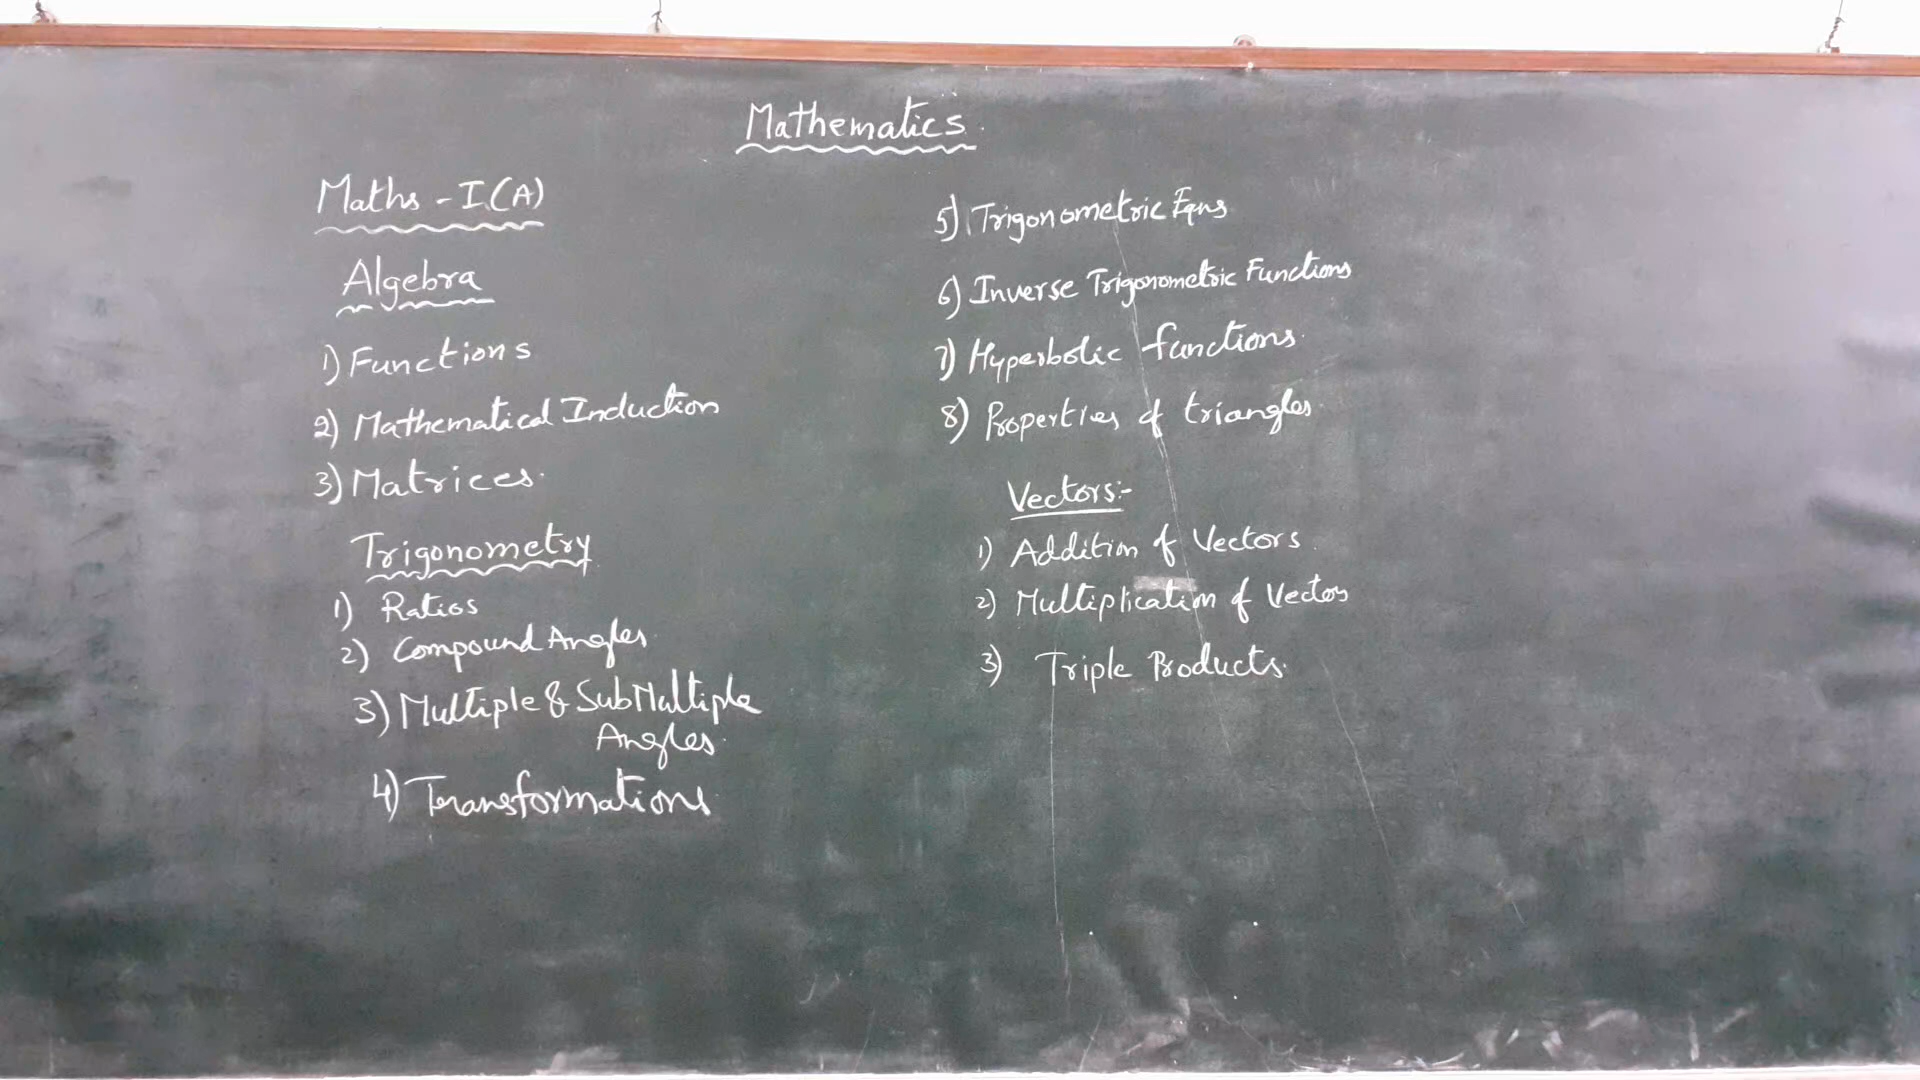 Mathematics
Maths - I(A)
Algebra
1) Functions
2) Mathematical Induction
3) Matrices.
Trigonometry
1) Ratios
2) Compound Angles.
3) Multiple & SubMultiple
Angles.
4) Transformations
5) Trigonometric Eqns
6) Inverse Trigonometric Functions
7) Hyperbolic functions.
8) Properties of triangles.
Vectors:-
1) Addition of Vectors.
2) Multiplication of Vectors
3) Triple Products.